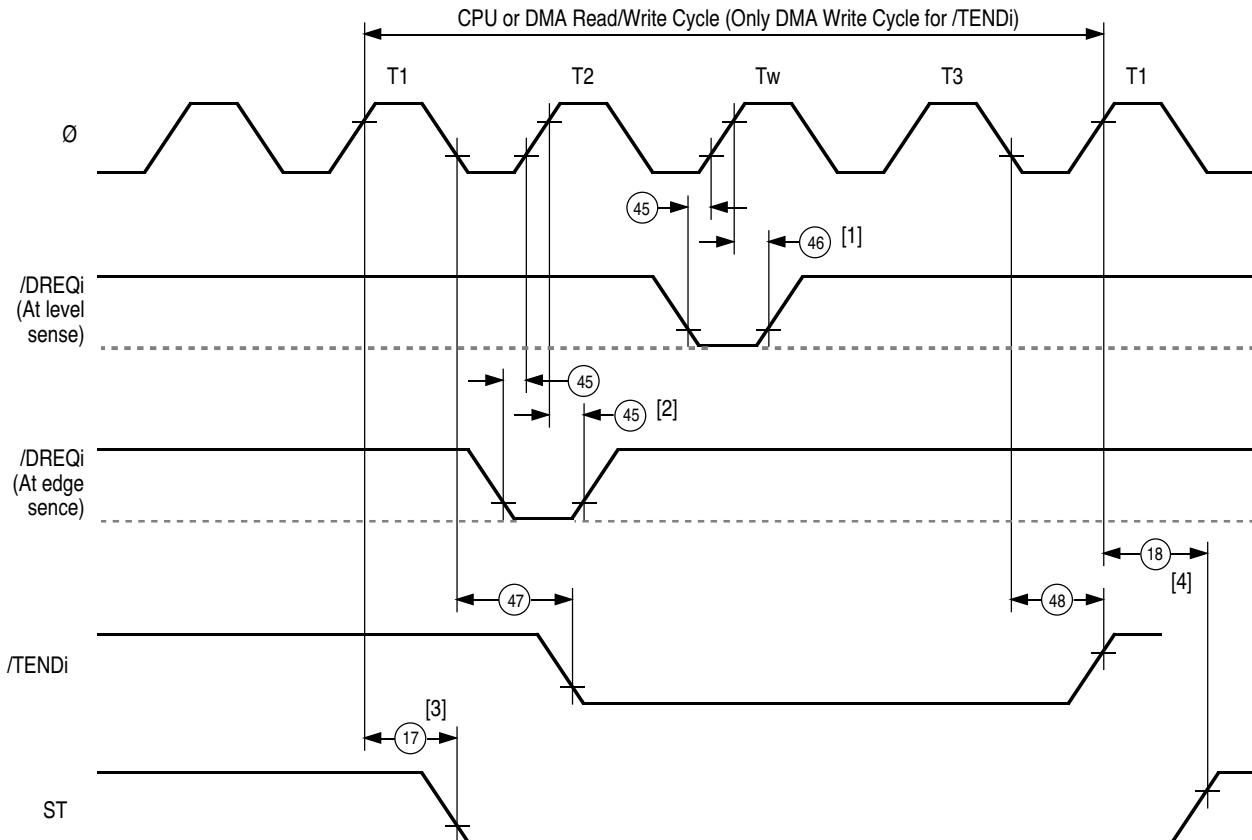 CPU or DMA Read/Write Cycle (Only DMA Write Cycle for /TENDi)
T1 T2 Tw T3 T1
Ø
45
46 [1]
/DREQi
(At level
sense)
45
45 [2]
/DREQi
(At edge
sence)
18
[4]
47
48
/TENDi
[3]
17
ST